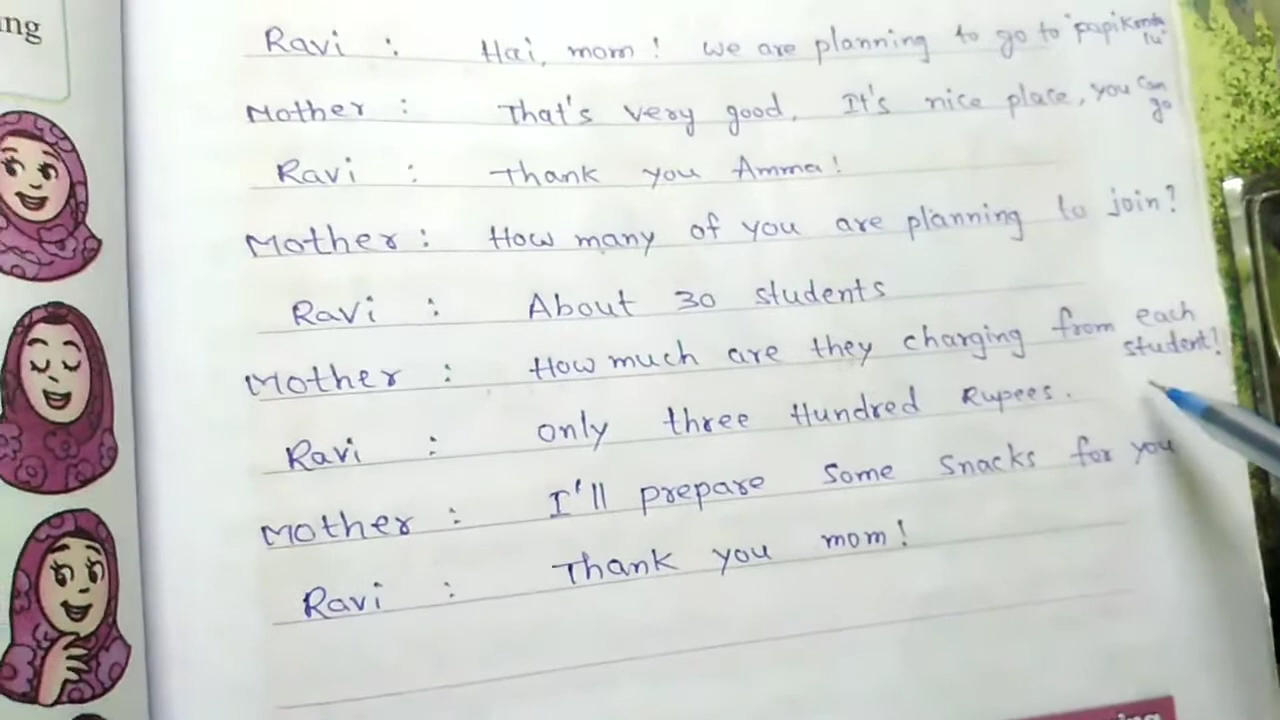 ng
Ravi : Hai, mom! we are planning to go to papikondalu
Mother : That's very good. It's nice place, you can go
Ravi : Thank you Amma!
Mother : How many of you are planning to join?
Ravi : About 30 students
Mother : How much are they charging from each student?
Ravi : only three Hundred Rupees.
Mother : I'll prepare some snacks for you
Ravi : Thank you mom!